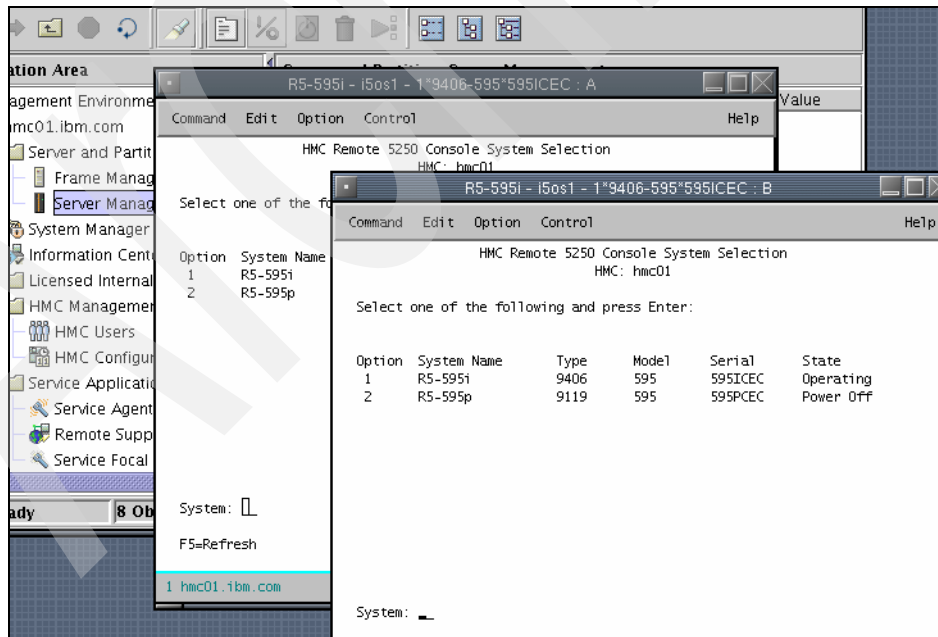 ation Area
agement Environme
mc01.ibm.com
Server and Partit
Frame Manag
Server Manag
System Manager
Information Cent
Licensed Internal
HMC Managemer
HMC Users
HMC Configur
Service Applicatio
Service Agent
Remote Supp
Service Focal
ady
8 Ob
Value
R5-595i - i5os1 - 1*9406-595*595ICEC : A
Command Edit Option Control Help
HMC Remote 5250 Console System Selection
HMC: hmc01
Select one of the fo
Option System Name
1 R5-595i
2 R5-595p
System:
F5=Refresh
1 hmc01.ibm.com
R5-595i - i5os1 - 1*9406-595*595ICEC : B
Command Edit Option Control Help
HMC Remote 5250 Console System Selection
HMC: hmc01
Select one of the following and press Enter:
Option System Name Type Model Serial State
1 R5-595i 9406 595 595ICEC Operating
2 R5-595p 9119 595 595PCEC Power Off
System: